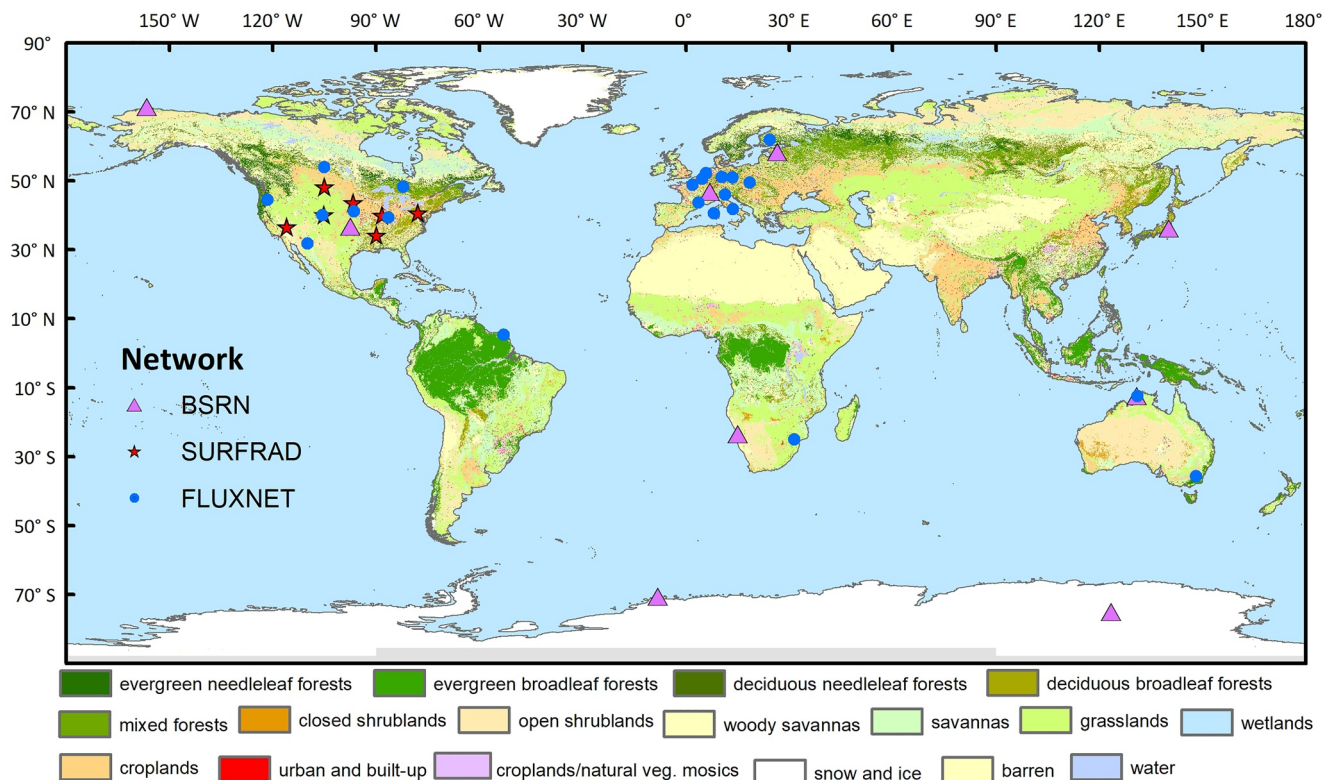 150° W 120° W 90° W 60° W 30° W 0° 30° E 60° E 90° E 120° E 150° E 180°
90°
70° N
50° N
30° N
10° N
10° S
30° S
50° S
70° S
Network
BSRN
SURFRAD
FLUXNET
evergreen needleleaf forests evergreen broadleaf forests deciduous needleleaf forests deciduous broadleaf forests
mixed forests closed shrublands open shrublands woody savannas savannas grasslands wetlands
croplands urban and built-up croplands/natural veg. mosics snow and ice barren water